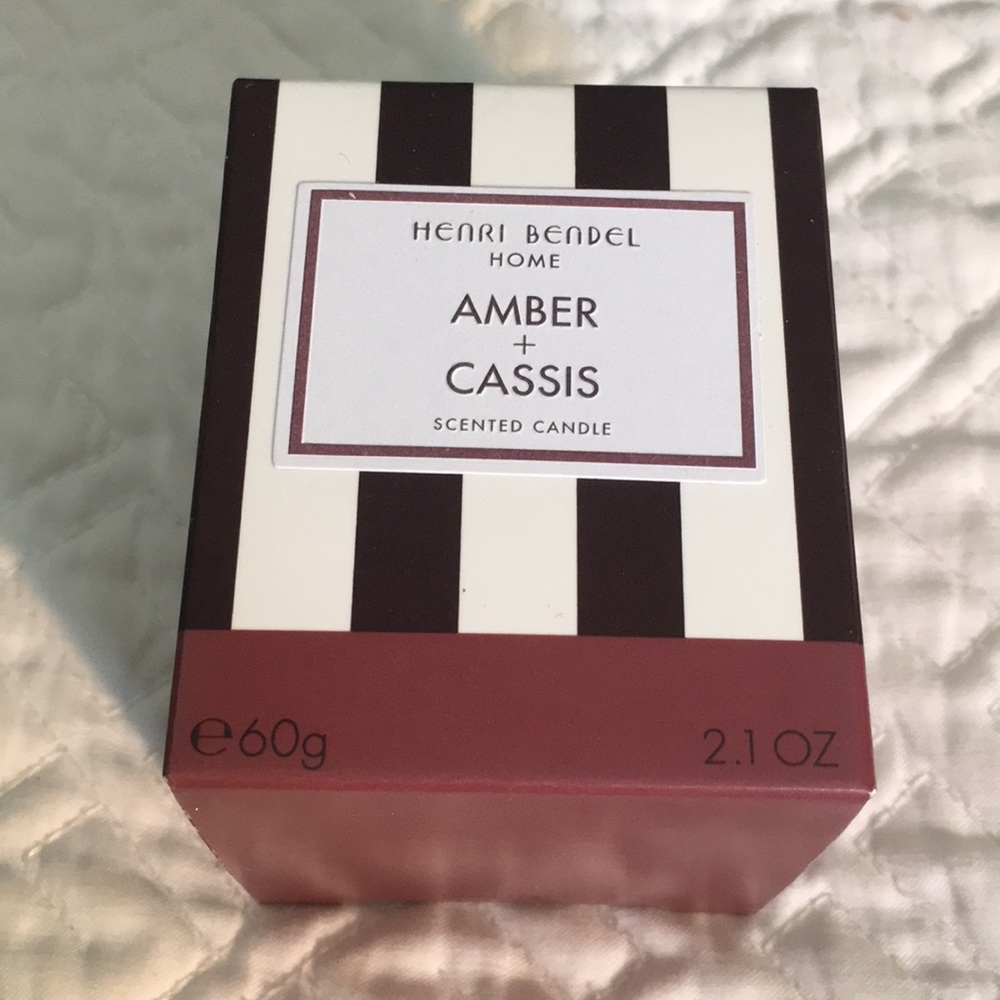 HENRI BENDEL
HOME
AMBER
+
CASSIS
SCENTED CANDLE
℮60g 2.1 OZ